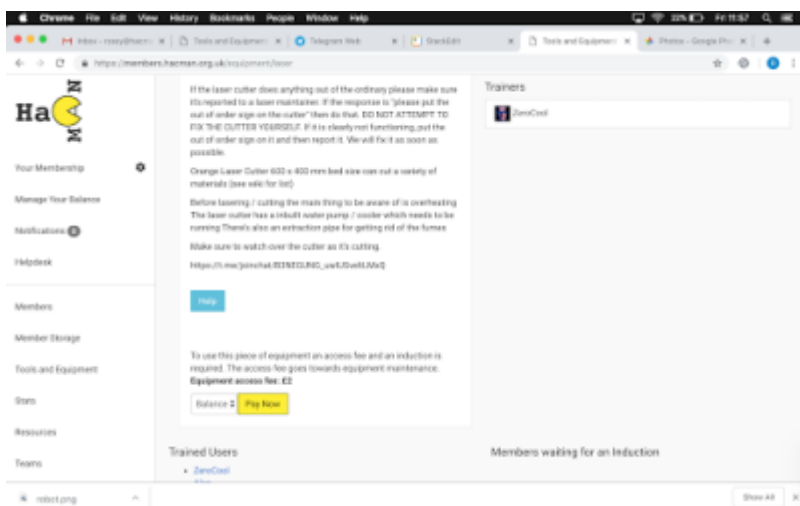 Chrome File Edit View History Bookmarks People Window Help
22% Fri 11:57
Tools and Equipment
Telegram Web
StackEdit
Tools and Equipment
Photos - Google Pho
https://members.hacman.org.uk/equipment/laser
HaC
MAN
Your Membership
Manage Your Balance
Notifications
Helpdesk
Members
Member Storage
Tools and Equipment
Stats
Resources
Teams
If the laser cutter does anything out of the ordinary please make sure
it's reported to a laser maintainer. If the response is "please put the
out of order sign on the cutter" then do that. DO NOT ATTEMPT TO
FIX THE CUTTER YOURSELF. If it is clearly not functioning, put the
out of order sign on it and then report it. We will fix it as soon as
possible.
Orange Laser Cutter 600 x 400 mm bed size can cut a variety of
materials (see wiki for list)
Before lasering / cutting the main thing to be aware of is overheating
The laser cutter has a inbuilt water pump / cooler which needs to be
running There's also an extraction pipe for getting rid of the fumes
Make sure to watch over the cutter as it's cutting.
Help
To use this piece of equipment an access fee and an induction is
required. The access fee goes towards equipment maintenance.
Equipment access fee: £2
Balance Pay Now
Trainers
ZeroCool
Trained Users
ZeroCool
Members waiting for an Induction
robot.png
Show All